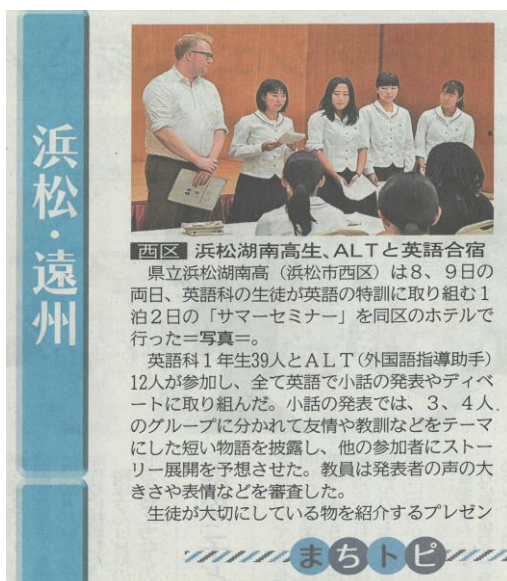 浜松・遠州
西区 浜松湖南高生、ALTと英語合宿
県立浜松湖南高（浜松市西区）は8、9日の
両日、英語科の生徒が英語の特訓に取り組む1
泊2日の「サマーセミナー」を同区のホテルで
行った＝写真＝。
英語科1年生39人とＡＬＴ（外国語指導助手）
12人が参加し、全て英語で小話の発表やディベ
ートに取り組んだ。小話の発表では、3、4人
のグループに分かれて友情や教訓などをテーマ
にした短い物語を披露し、他の参加者にストー
リー展開を予想させた。教員は発表者の声の大
きさや表情などを審査した。
生徒が大切にしている物を紹介するプレゼン
まちトピ